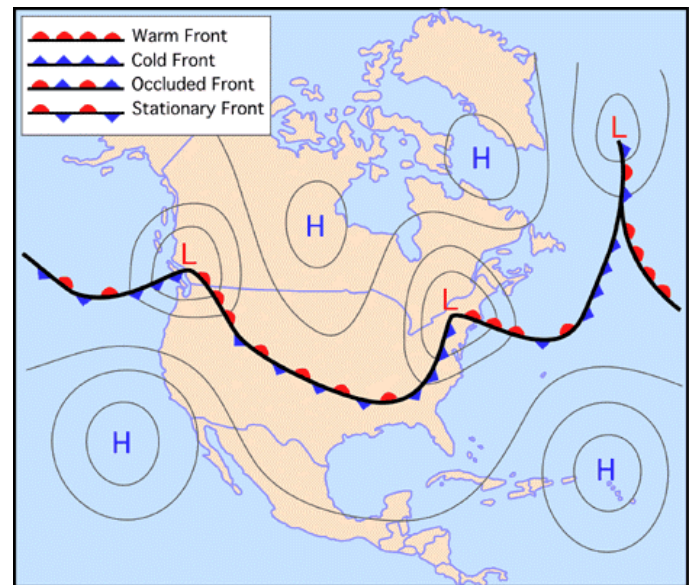 Warm Front
Cold Front
Occluded Front
Stationary Front
L
H
H
L
L
H
H